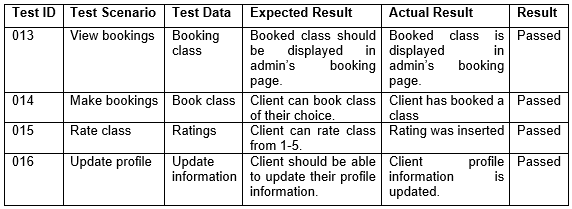 Test ID Test Scenario Test Data Expected Result Actual Result Result
013 View bookings Booking class Booked class should be displayed in admin's booking page. Booked class is displayed in admin's booking page. Passed
014 Make bookings Book class Client can book class of their choice. Client has booked a class Passed
015 Rate class Ratings Client can rate class from 1-5. Rating was inserted Passed
016 Update profile Update information Client should be able to update their profile information. Client profile information is updated. Passed